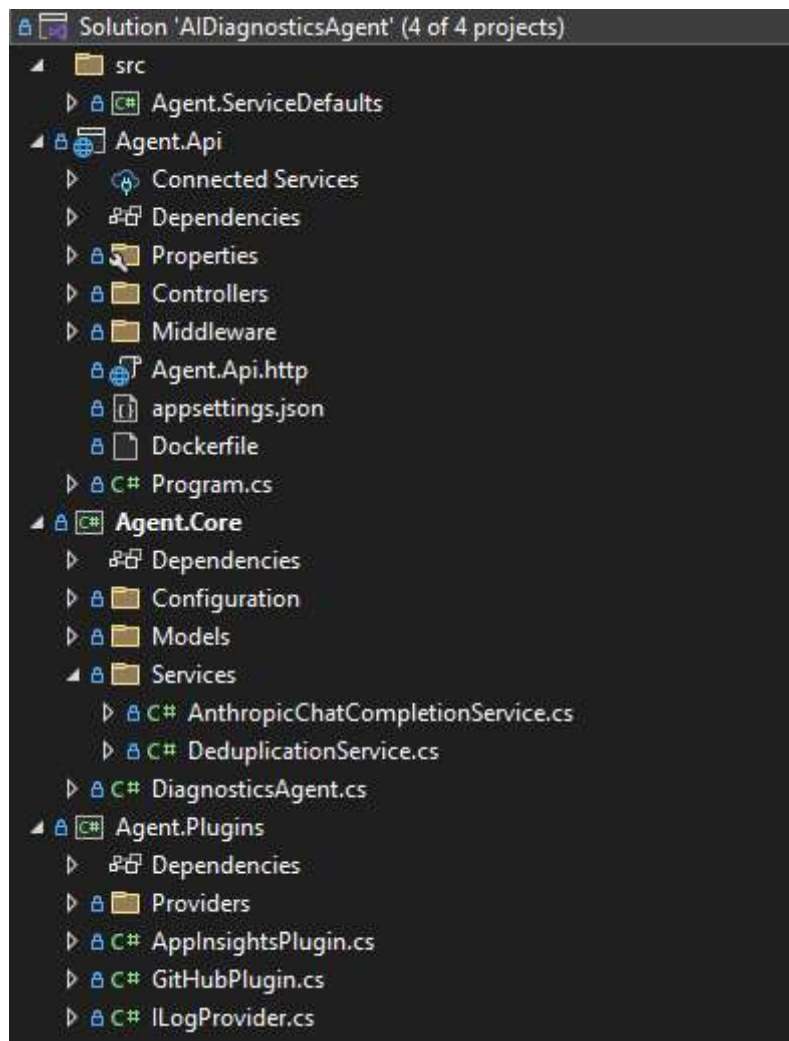 Solution 'AIDiagnosticsAgent' (4 of 4 projects)
src
C# Agent.ServiceDefaults
Agent.Api
Connected Services
Dependencies
Properties
Controllers
Middleware
Agent.Api.http
appsettings.json
Dockerfile
C# Program.cs
C# Agent.Core
Dependencies
Configuration
Models
Services
C# AnthropicChatCompletionService.cs
C# DeduplicationService.cs
C# DiagnosticsAgent.cs
C# Agent.Plugins
Dependencies
Providers
C# AppInsightsPlugin.cs
C# GitHubPlugin.cs
C# ILogProvider.cs